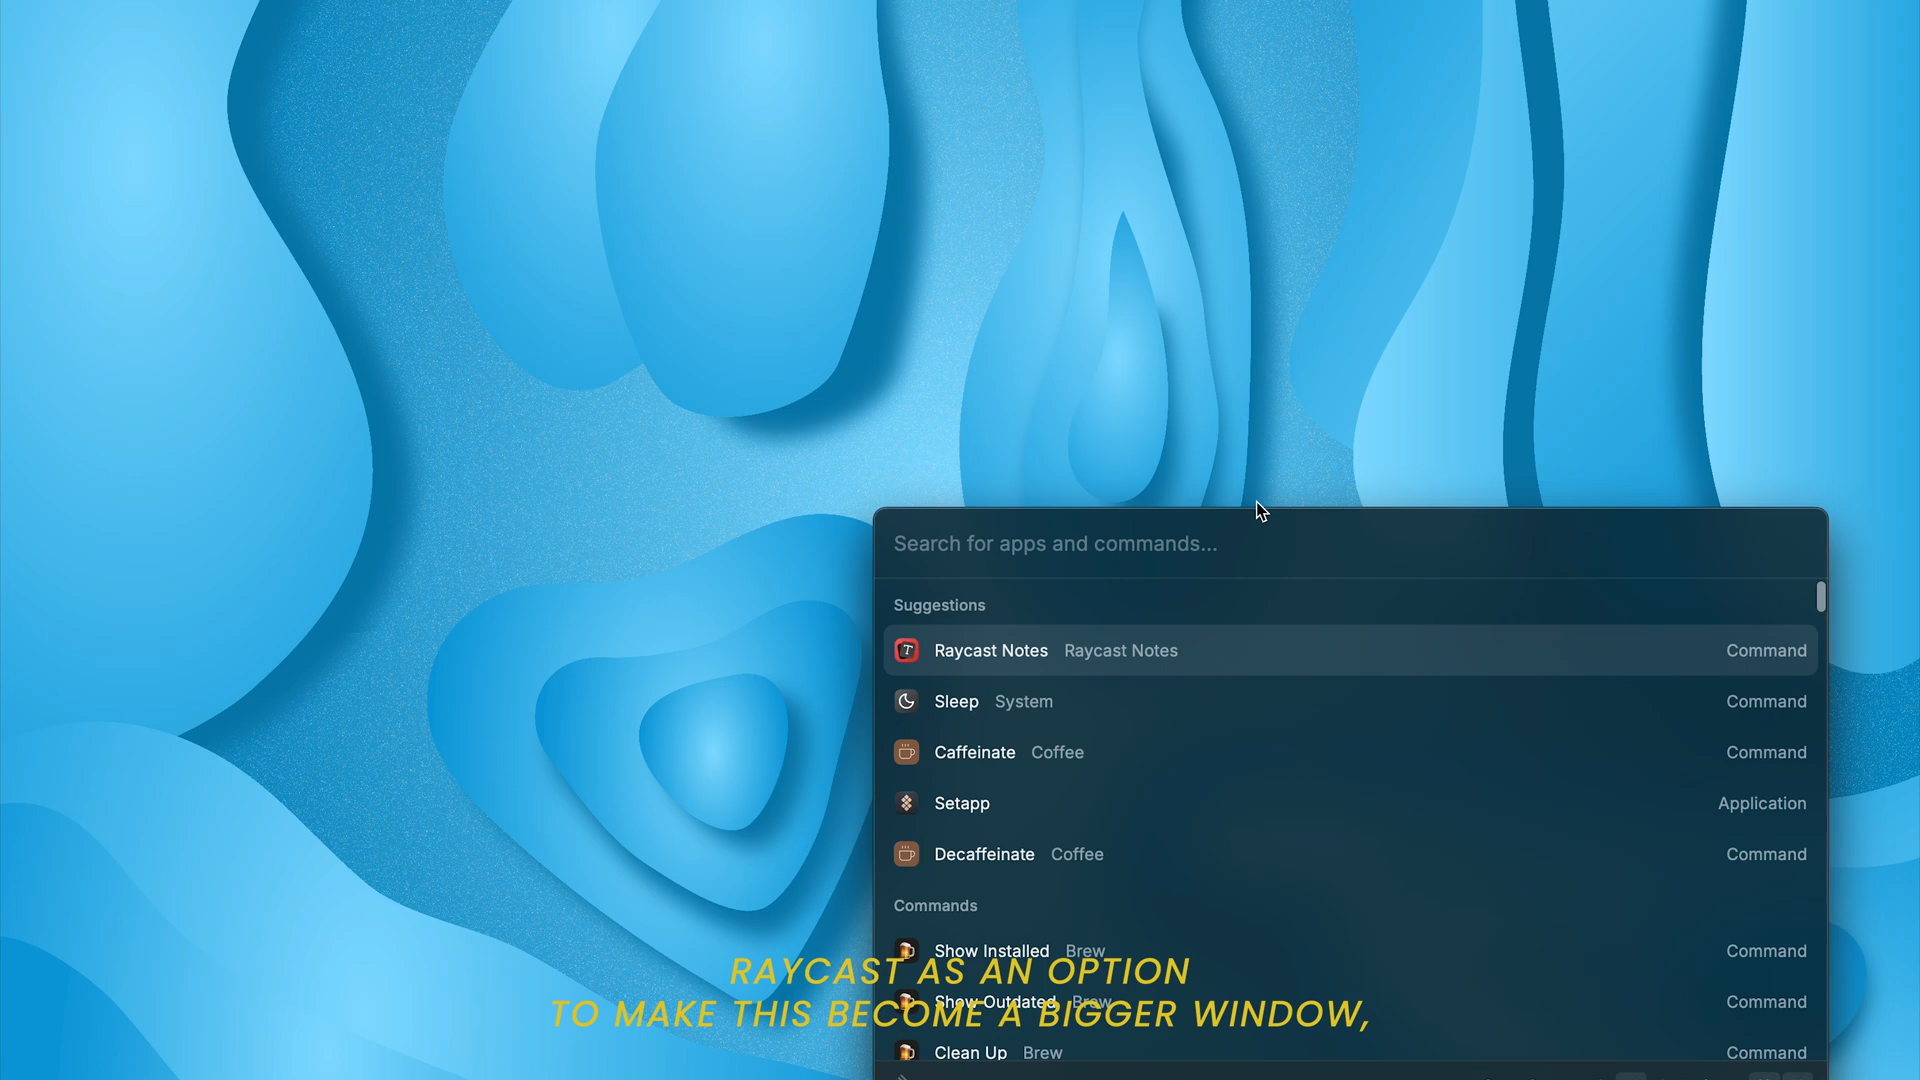 Search for apps and commands...
Suggestions
Raycast Notes Raycast Notes Command
Sleep System Command
Caffeinate Coffee Command
Setapp Application
Decaffeinate Coffee Command
Commands
Show Installed Brew Command
RAYCAST AS AN OPTION
Show Outdated Brew Command
TO MAKE THIS BECOME A BIGGER WINDOW,
Clean Up Brew Command